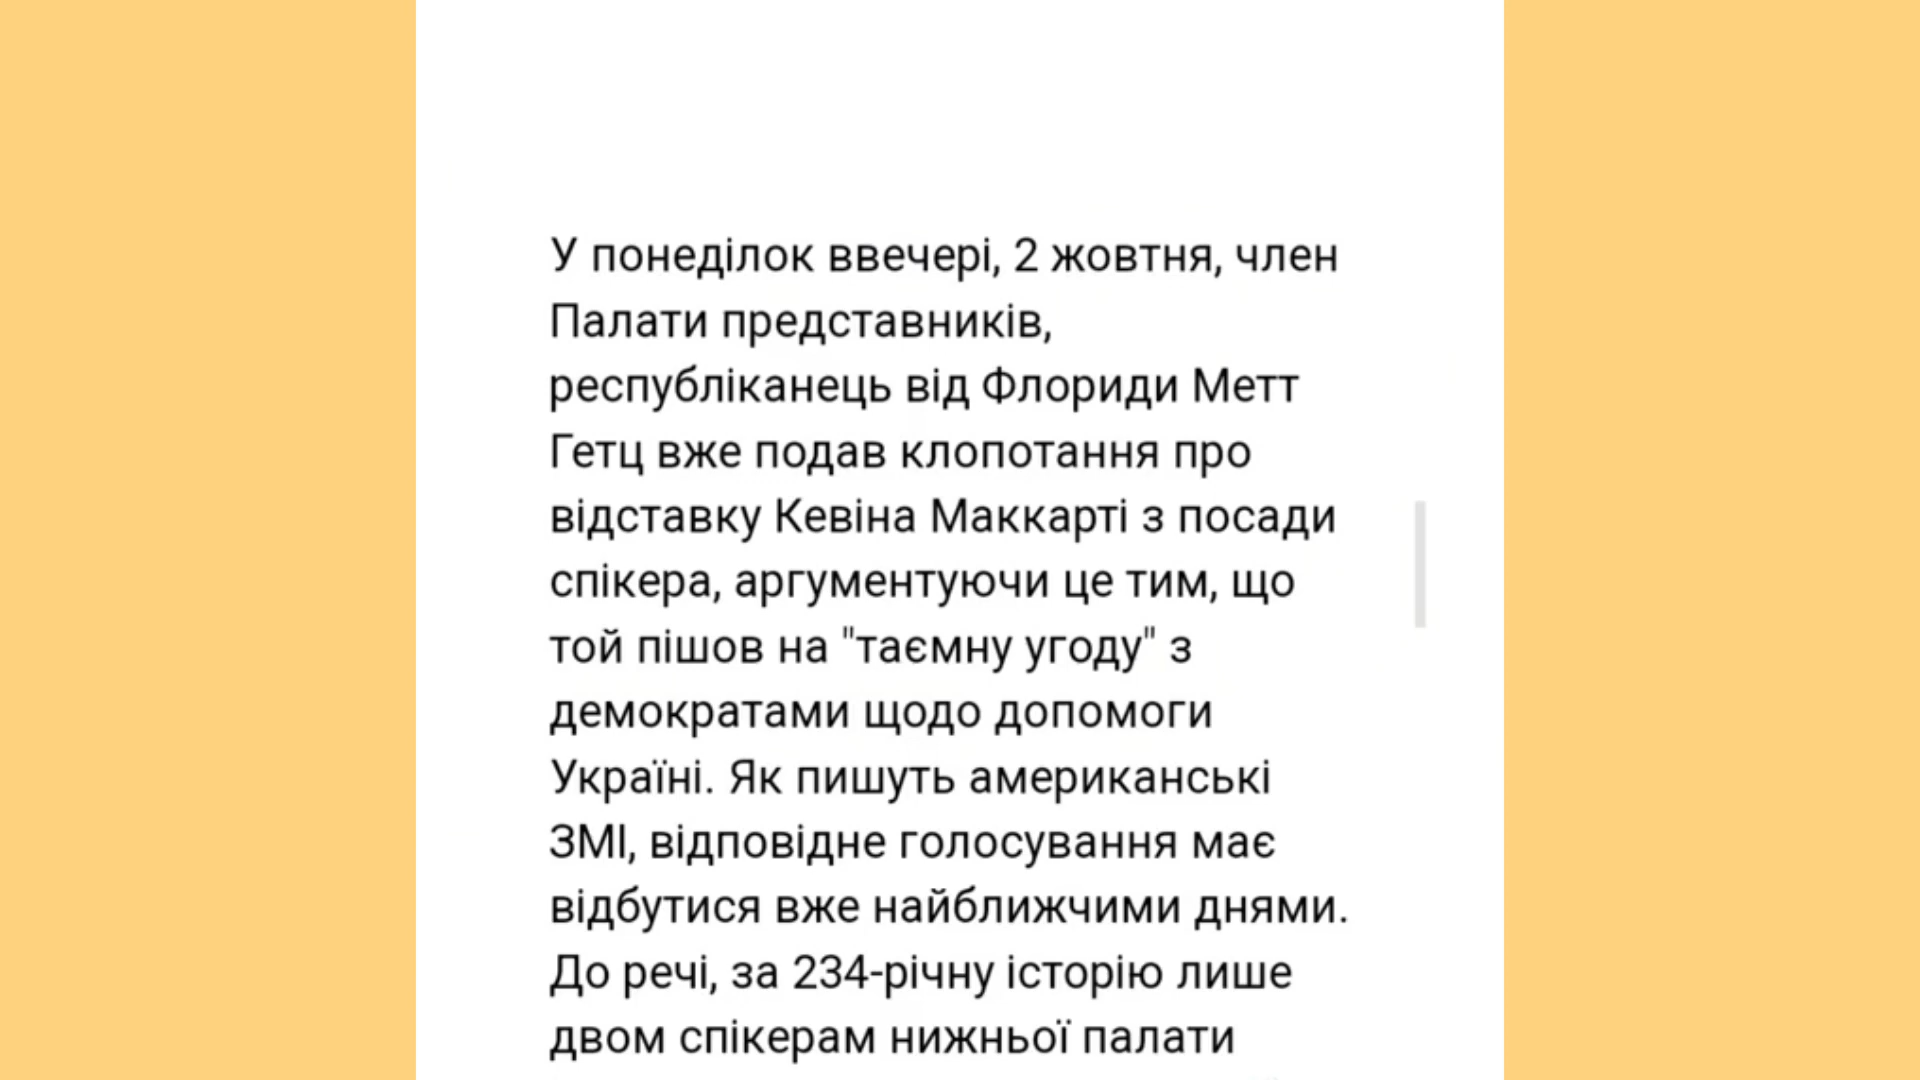 У понеділок ввечері, 2 жовтня, член
Палати представників,
республіканець від Флориди Метт
Гетц вже подав клопотання про
відставку Кевіна Маккарті з посади
спікера, аргументуючи це тим, що
той пішов на "таємну угоду" з
демократами щодо допомоги
Україні. Як пишуть американські
ЗМІ, відповідне голосування має
відбутися вже найближчими днями.
До речі, за 234-річну історію лише
двом спікерам нижньої палати